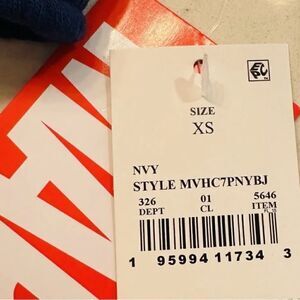 SIZE
XS
NVY
STYLE MVHC7PNYBJ
326 01 5646
DEPT CL ITEM
1 95994 11734 3